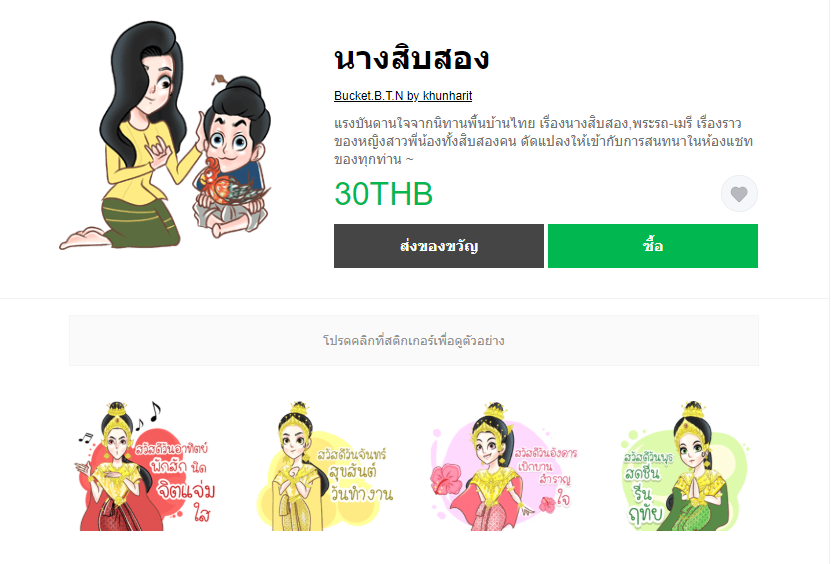 นางสิบสอง
Bucket.B.T.N by khunharit
แรงบันดานใจจากนิทานพื้นบ้านไทย เรื่องนางสิบสอง,พระรถ-เมรี เรื่องราว
ของหญิงสาวพี่น้องทั้งสิบสองคน ดัดแปลงให้เข้ากับการสนทนาในห้องแชท
ของทุกท่าน ~
30THB
ส่งของขวัญ
ซื้อ
โปรดคลิกที่สติกเกอร์เพื่อดูตัวอย่าง
สวัสดีวันอาทิตย์
พักสัก นิด
จิตแจ่ม
ใส
สวัสดีวันจันทร์
สุขสันต์
วันทำงาน
สวัสดีวันอังคาร
เบิกบาน
สำราญ
ใจ
สวัสดีวันพุธ
สดชื่น
รื่น
ฤทัย